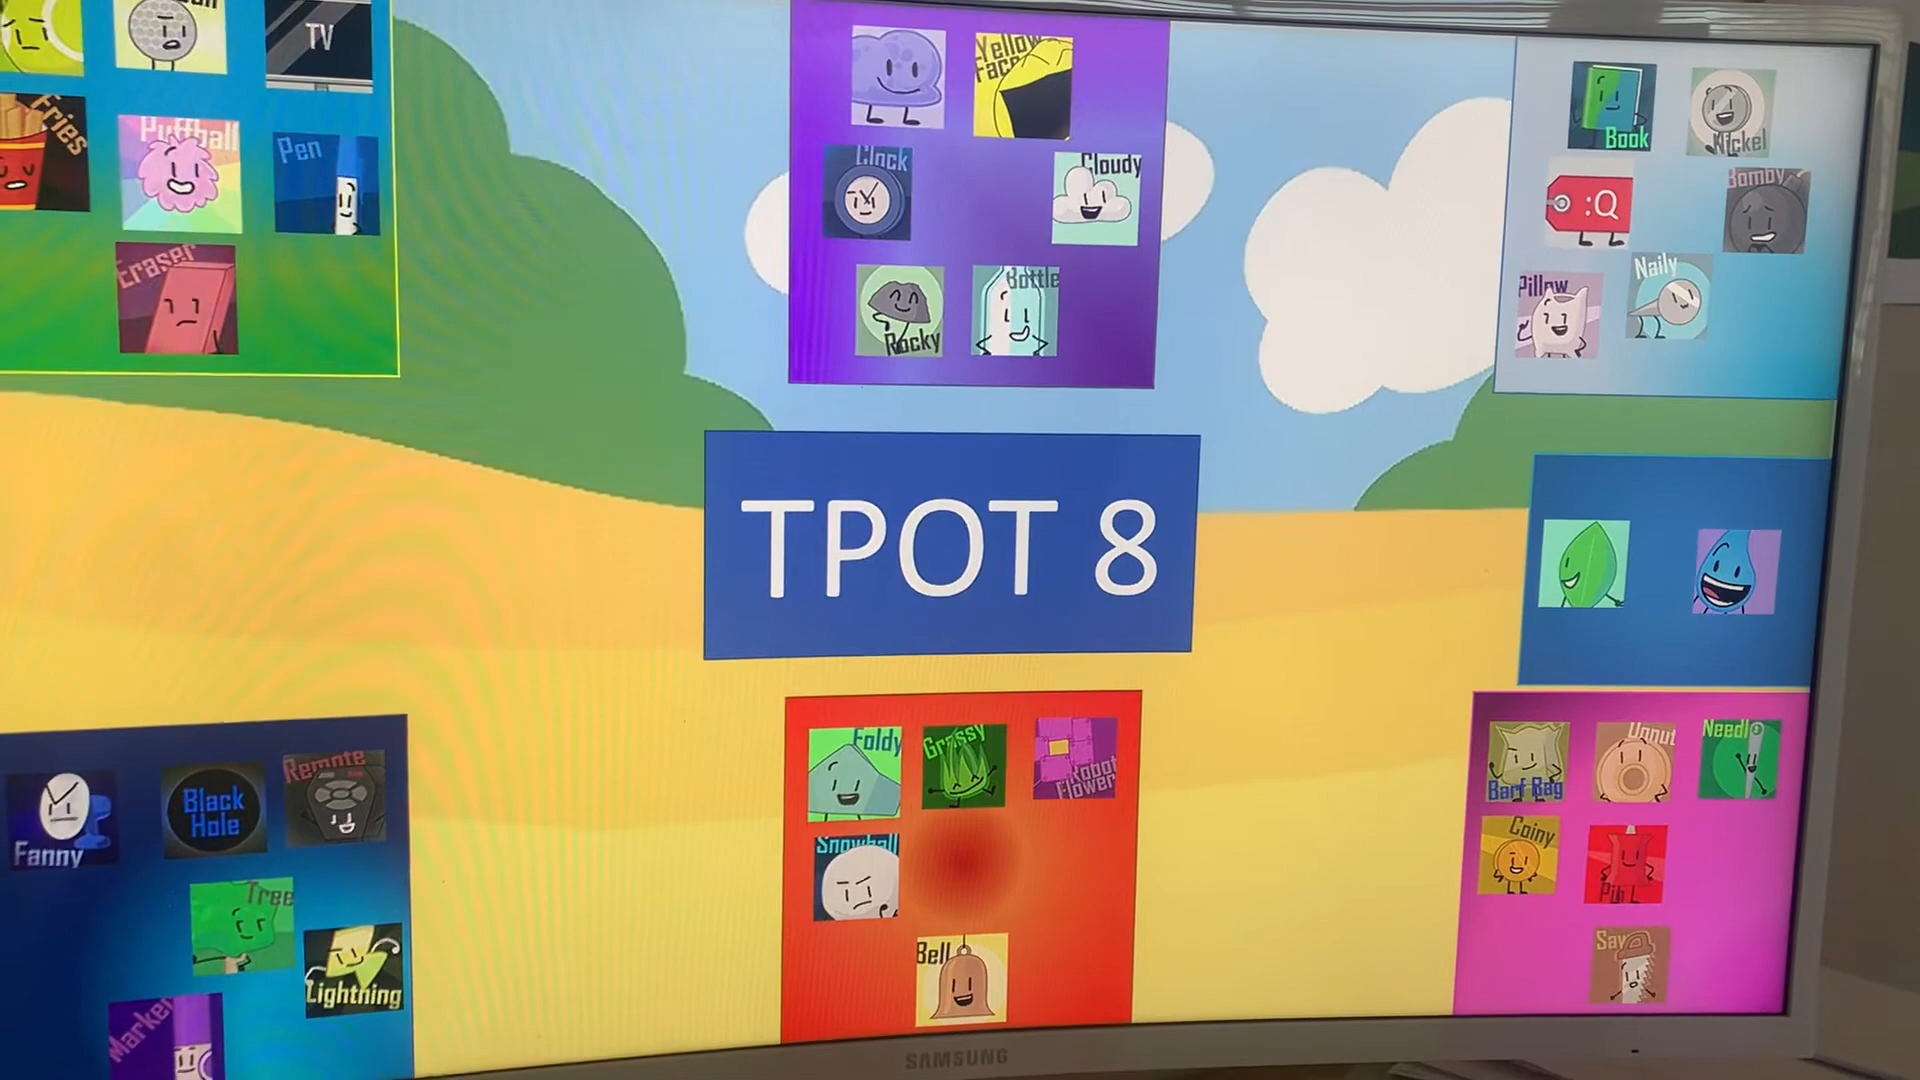 TV
Fries
Puffball
Pen
Eraser
Yellow
Face
Clock
Cloudy
Rocky
Bottle
Book
Nickel
:Q
Bomby
Pillow
Naily
TPOT 8
Fanny
Black
Hole
Remote
Tree
Lightning
Marker
Foldy
Grassy
Robot
Flower
Snowball
Bell
Barf Bag
Donut
Needle
Coiny
Saw
SAMSUNG